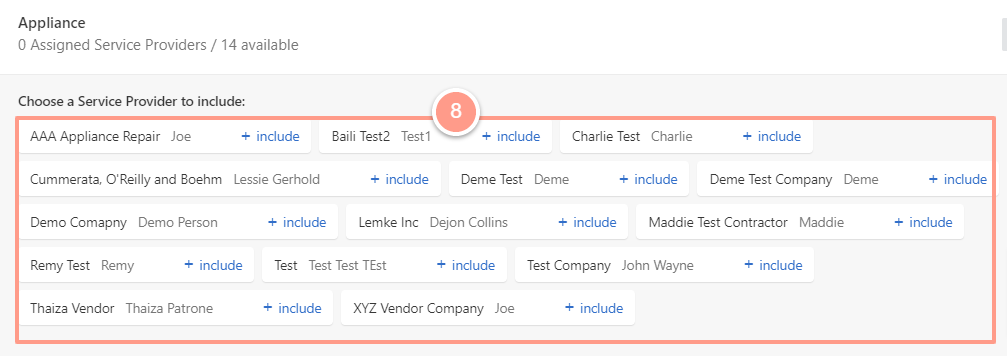 Appliance
0 Assigned Service Providers / 14 available
Choose a Service Provider to include:
8
AAA Appliance Repair Joe + include Baili Test2 Test1 + include Charlie Test Charlie + include
Cummerata, O'Reilly and Boehm Lessie Gerhold + include Deme Test Deme + include Deme Test Company Deme + include
Demo Comapny Demo Person + include Lemke Inc Dejon Collins + include Maddie Test Contractor Maddie + include
Remy Test Remy + include Test Test Test TEst + include Test Company John Wayne + include
Thaiza Vendor Thaiza Patrone + include XYZ Vendor Company Joe + include